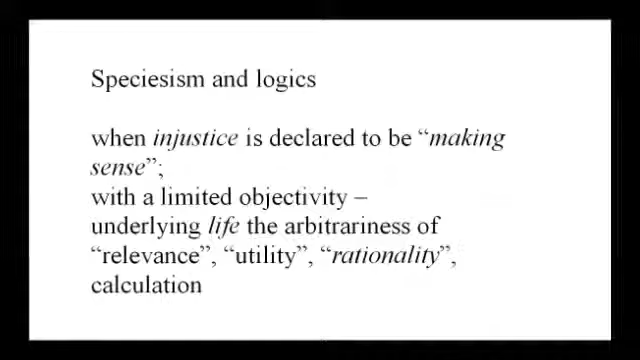 Speciesism and logics
when injustice is declared to be “making
sense”;
with a limited objectivity –
underlying life the arbitrariness of
“relevance”, “utility”, “rationality”,
calculation